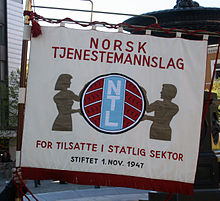 NORSK
TJENESTEMANNSLAG
NTL
FOR TILSATTE I STATLIG SEKTOR
STIFTET 1. NOV. 1947